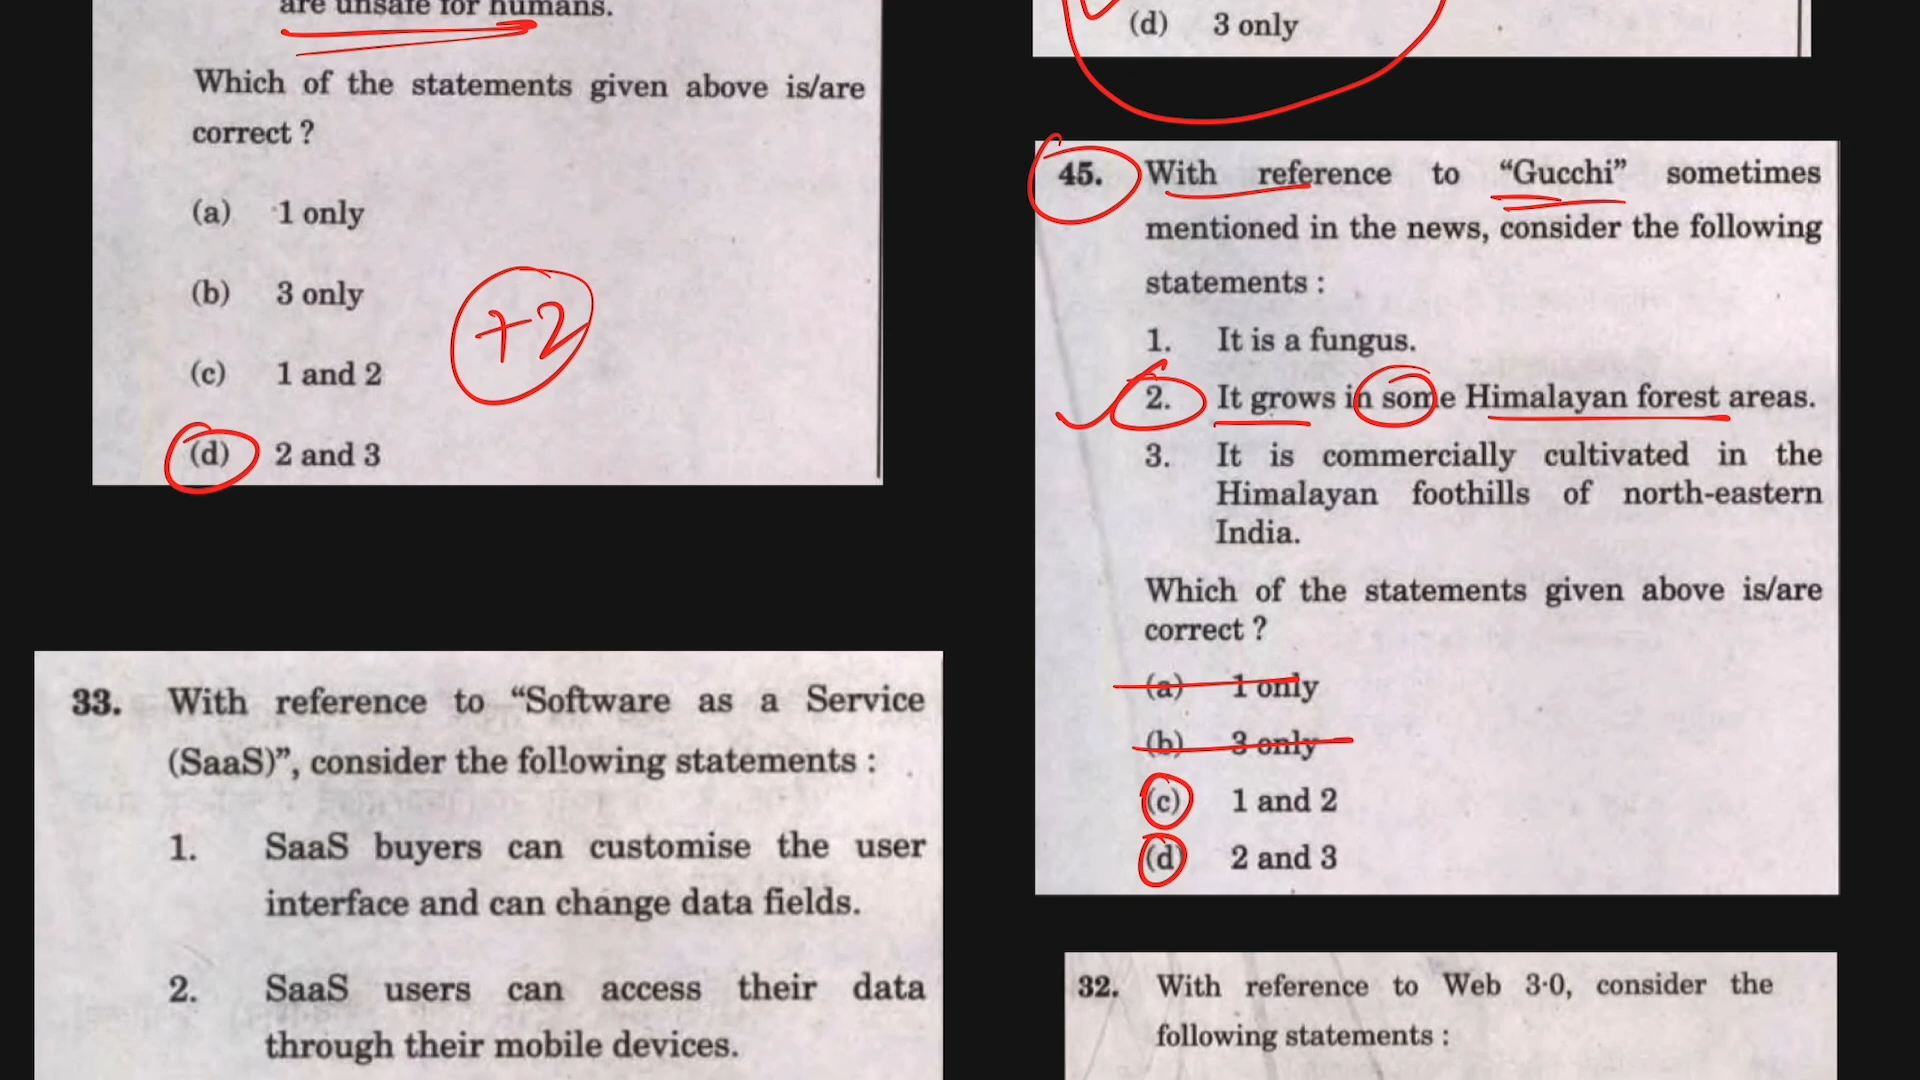 are unsafe for humans.
Which of the statements given above is/are
correct ?
(a) 1 only
(b) 3 only
(c) 1 and 2
(d) 2 and 3
+2
33. With reference to “Software as a Service
(SaaS)”, consider the following statements :
1. SaaS buyers can customise the user
interface and can change data fields.
2. SaaS users can access their data
through their mobile devices.
(d) 3 only
45. With reference to “Gucchi” sometimes
mentioned in the news, consider the following
statements :
1. It is a fungus.
2. It grows in some Himalayan forest areas.
3. It is commercially cultivated in the
Himalayan foothills of north-eastern
India.
Which of the statements given above is/are
correct ?
(a) 1 only
(b) 3 only
(c) 1 and 2
(d) 2 and 3
32. With reference to Web 3·0, consider the
following statements :